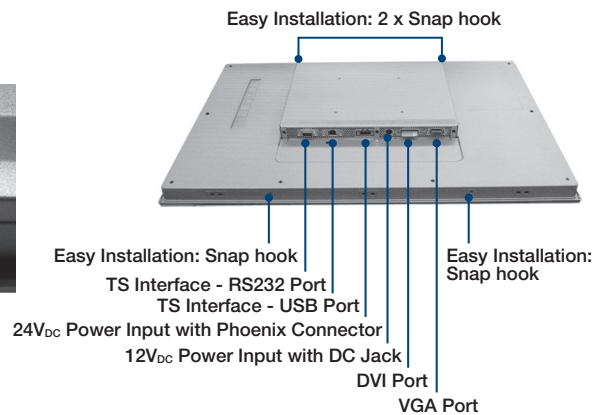 Easy Installation: 2 x Snap hook
Easy Installation: Snap hook
Easy Installation:
Snap hook
TS Interface - RS232 Port
TS Interface - USB Port
24VDC Power Input with Phoenix Connector
12VDC Power Input with DC Jack
DVI Port
VGA Port